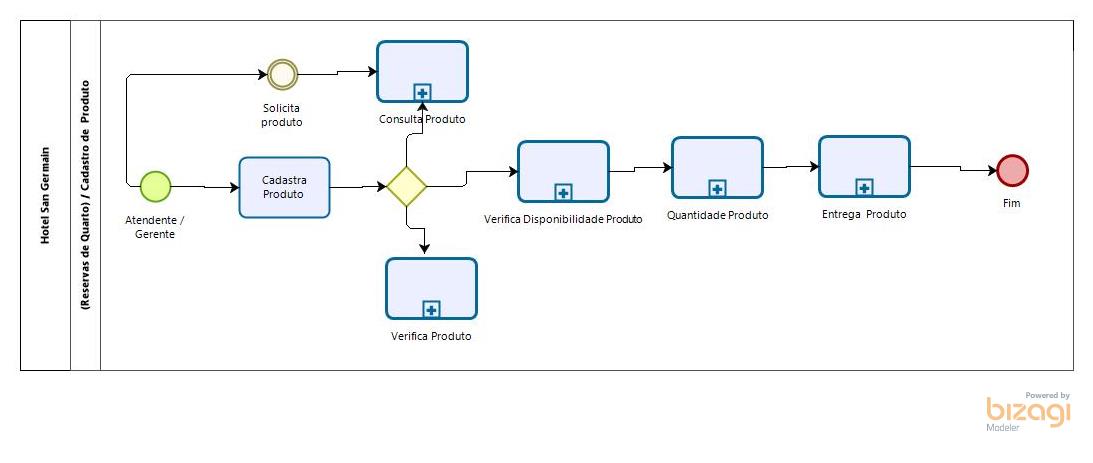 Hotel San Germain
(Reservas de Quarto) / Cadastro de  Produto
Solicita
produto
Consulta Produto
Atendente /
Gerente
Cadastra
Produto
Verifica Disponibilidade Produto
Quantidade Produto
Entrega  Produto
Fim
Verifica Produto
Powered by
bizagi
Modeler